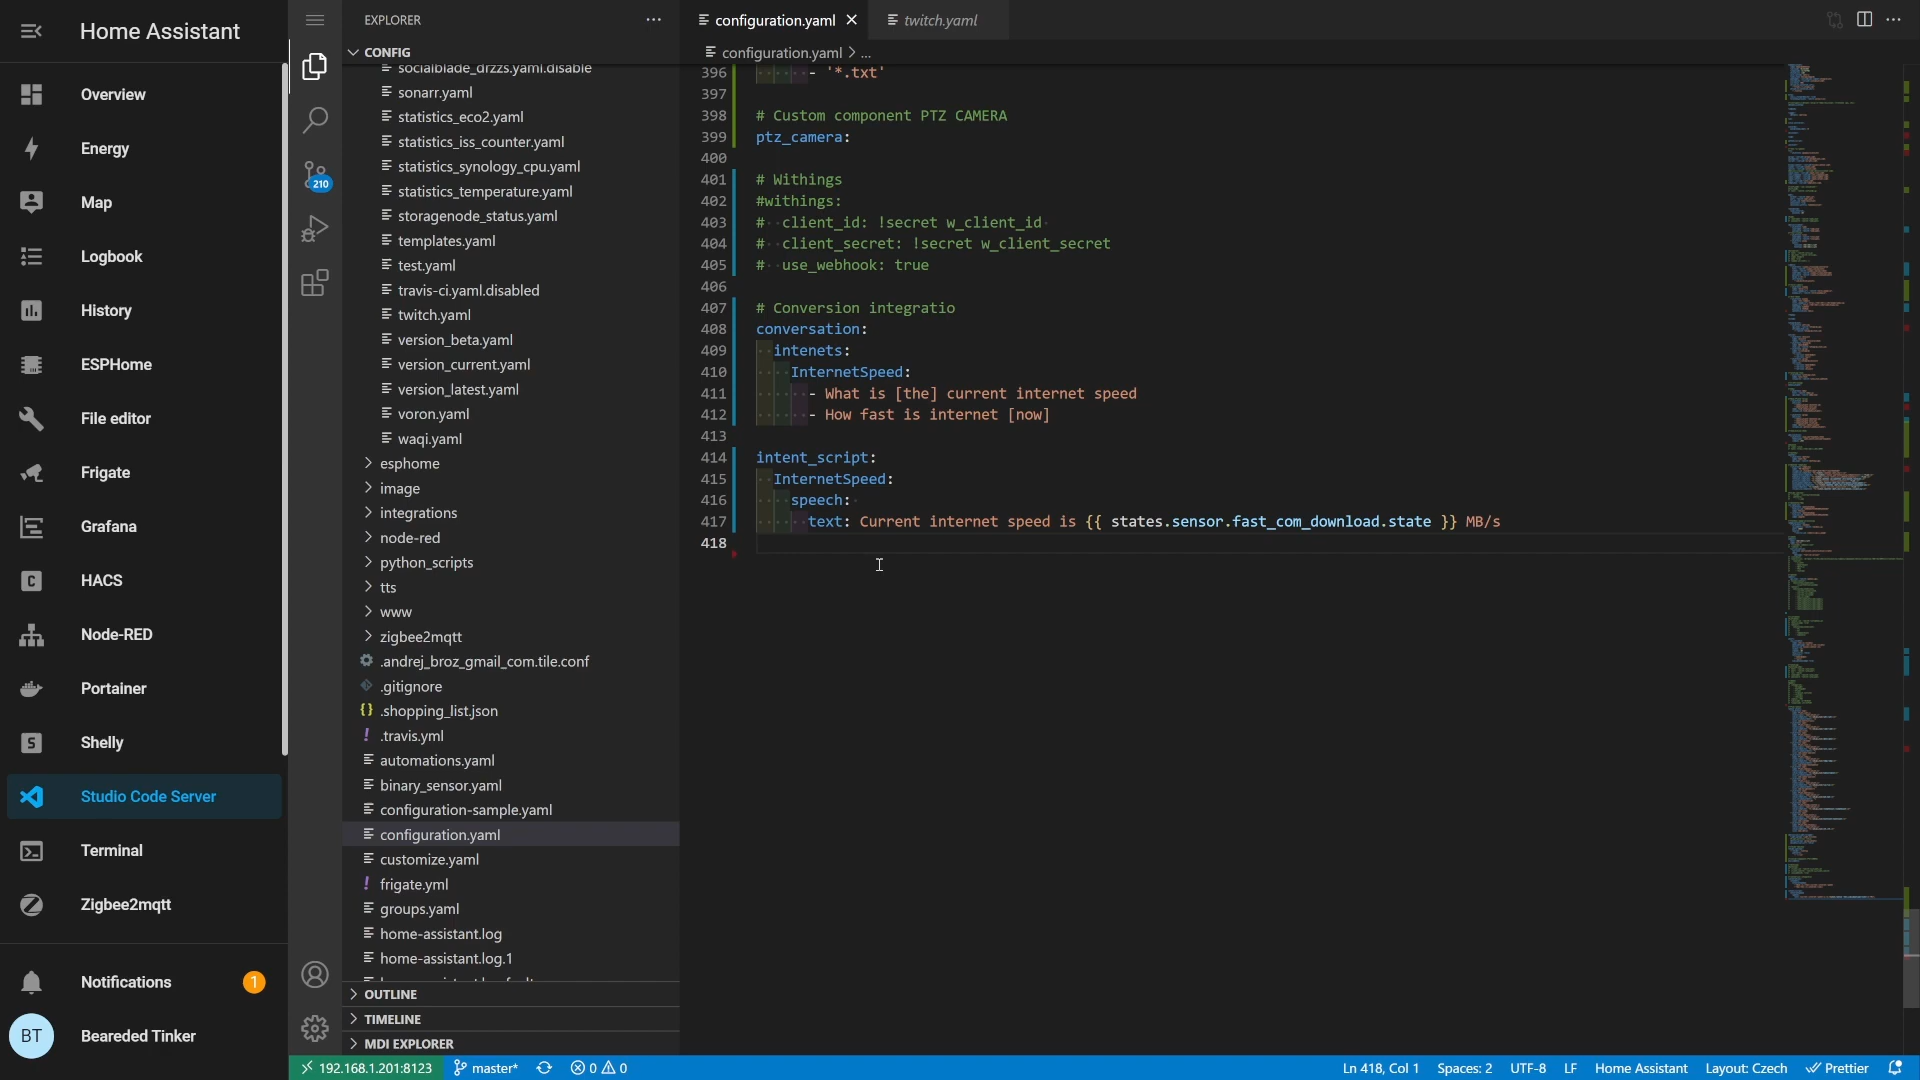 Home Assistant
Overview
Energy
Map
Logbook
History
ESPHome
File editor
Frigate
Grafana
HACS
Node-RED
Portainer
Shelly
Studio Code Server
Terminal
Zigbee2mqtt
Notifications 1
BT Beareded Tinker
210
EXPLORER
CONFIG
socialblade_drzzs.yaml.disable
sonarr.yaml
statistics_eco2.yaml
statistics_iss_counter.yaml
statistics_synology_cpu.yaml
statistics_temperature.yaml
storagenode_status.yaml
templates.yaml
test.yaml
travis-ci.yaml.disabled
twitch.yaml
version_beta.yaml
version_current.yaml
version_latest.yaml
voron.yaml
waqi.yaml
esphome
image
integrations
node-red
python_scripts
tts
www
zigbee2mqtt
.andrej_broz_gmail_com.tile.conf
.gitignore
.shopping_list.json
.travis.yml
automations.yaml
binary_sensor.yaml
configuration-sample.yaml
configuration.yaml
customize.yaml
frigate.yml
groups.yaml
home-assistant.log
home-assistant.log.1
OUTLINE
TIMELINE
MDI EXPLORER
configuration.yaml
twitch.yaml
configuration.yaml > ...
396 - '*.txt'
397
398 # Custom component PTZ CAMERA
399 ptz_camera:
400
401 # Withings
402 #withings:
403 # client_id: !secret w_client_id
404 # client_secret: !secret w_client_secret
405 # use_webhook: true
406
407 # Conversion integratio
408 conversation:
409 intenets:
410 InternetSpeed:
411 - What is [the] current internet speed
412 - How fast is internet [now]
413
414 intent_script:
415 InternetSpeed:
416 speech:
417 text: Current internet speed is {{ states.sensor.fast_com_download.state }} MB/s
418
192.168.1.201:8123 master* 0 0 Ln 418, Col 1 Spaces: 2 UTF-8 LF Home Assistant Layout: Czech Prettier